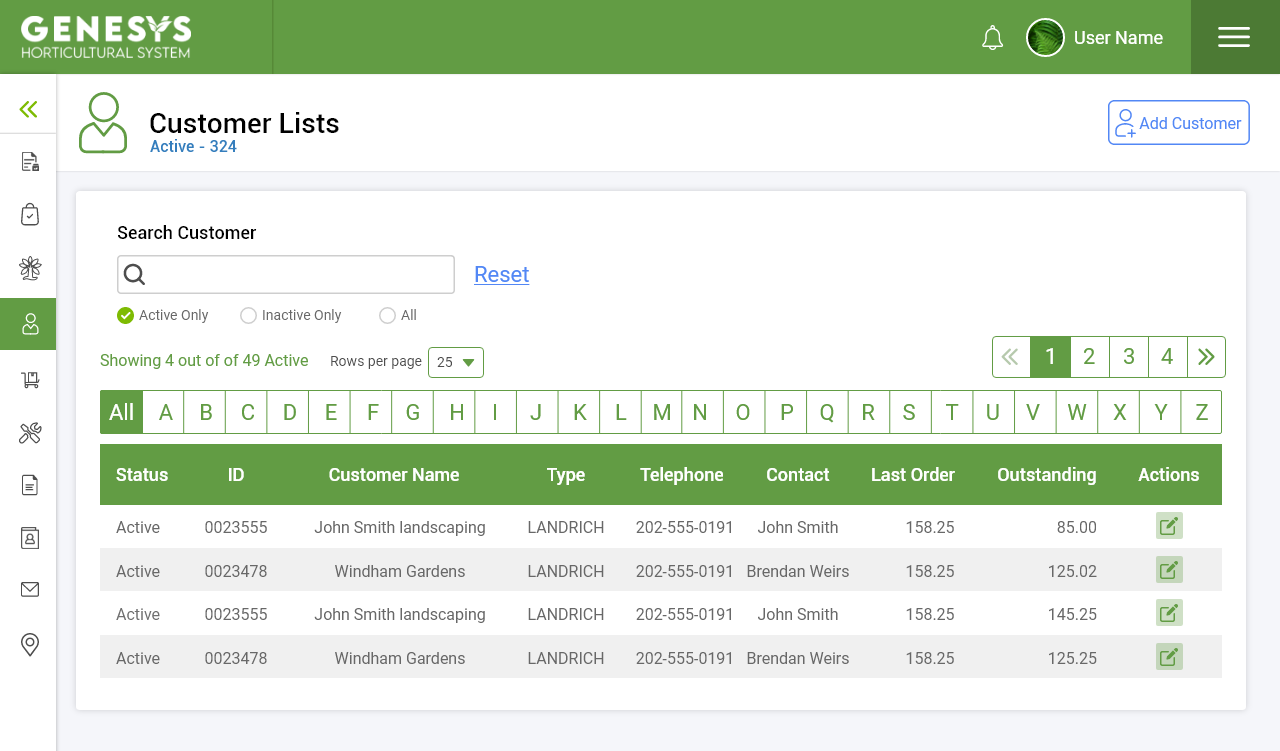 GENESYS
HORTICULTURAL SYSTEM
User Name
Customer Lists
Active - 324
Add Customer
Search Customer
Reset
Active Only Inactive Only All
Showing 4 out of of 49 Active Rows per page 25 1 2 3 4
All A B C D E F G H I J K L M N O P Q R S T U V W X Y Z
Status ID Customer Name Type Telephone Contact Last Order Outstanding Actions
Active 0023555 John Smith landscaping LANDRICH 202-555-0191 John Smith 158.25 85.00
Active 0023478 Windham Gardens LANDRICH 202-555-0191 Brendan Weirs 158.25 125.02
Active 0023555 John Smith landscaping LANDRICH 202-555-0191 John Smith 158.25 145.25
Active 0023478 Windham Gardens LANDRICH 202-555-0191 Brendan Weirs 158.25 125.25